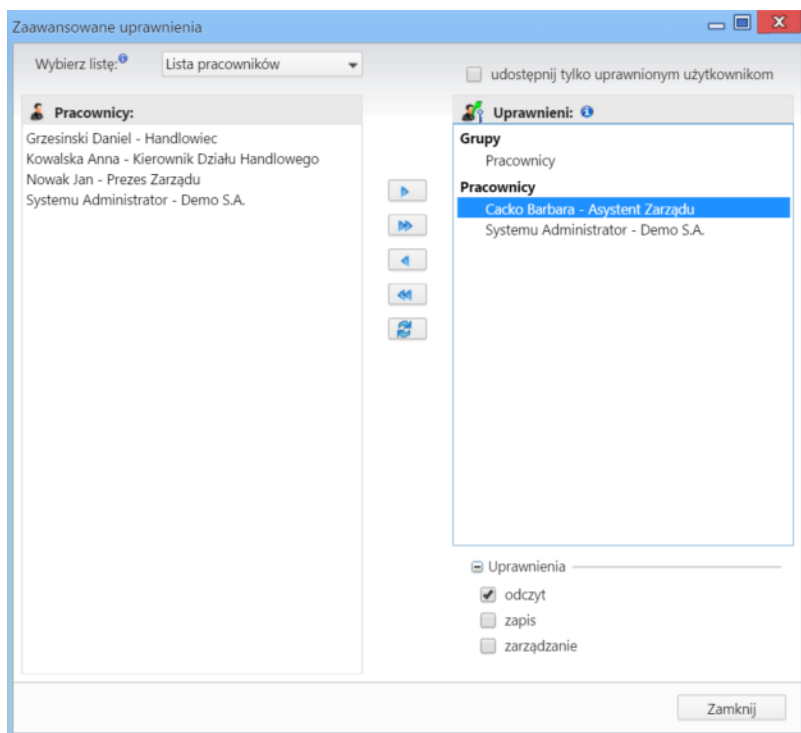 Zaawansowane uprawnienia
Wybierz listę:
Lista pracowników
udostępnij tylko uprawnionym użytkownikom
Pracownicy:
Grzesinski Daniel - Handlowiec
Kowalska Anna - Kierownik Działu Handlowego
Nowak Jan - Prezes Zarządu
Systemu Administrator - Demo S.A.
Uprawnieni:
Grupy
Pracownicy
Pracownicy
Cacko Barbara - Asystent Zarządu
Systemu Administrator - Demo S.A.
Uprawnienia
odczyt
zapis
zarządzanie
Zamknij